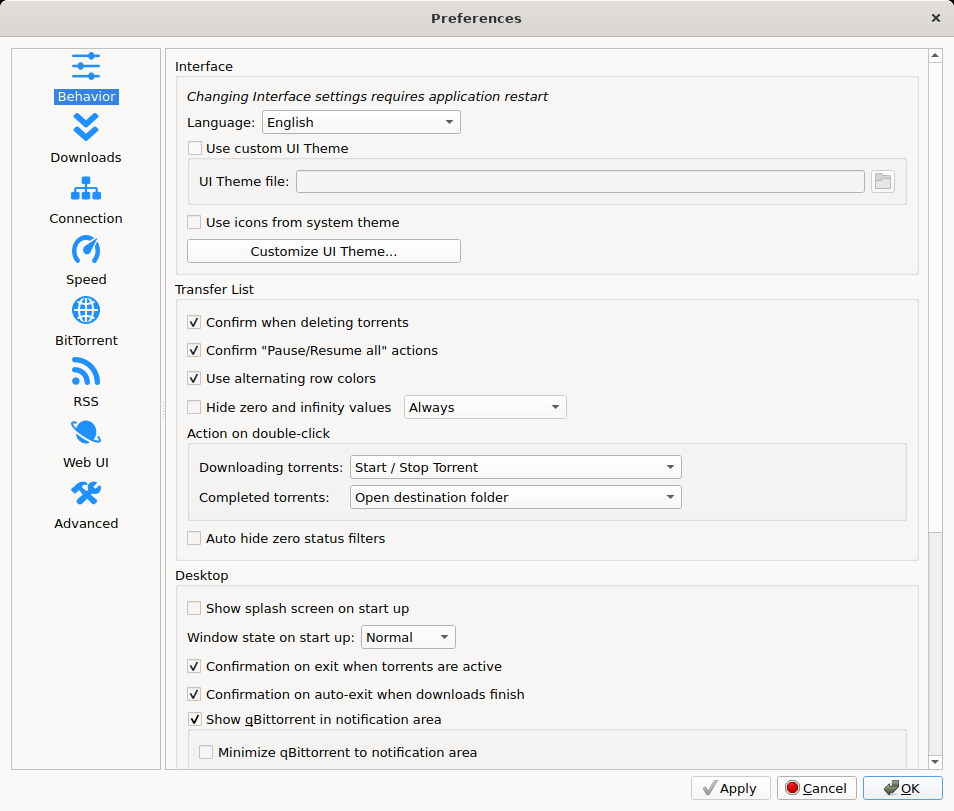 Preferences
Behavior
Downloads
Connection
Speed
BitTorrent
RSS
Web UI
Advanced
Interface
Changing Interface settings requires application restart
Language: English
Use custom UI Theme
UI Theme file:
Use icons from system theme
Customize UI Theme...
Transfer List
Confirm when deleting torrents
Confirm "Pause/Resume all" actions
Use alternating row colors
Hide zero and infinity values Always
Action on double-click
Downloading torrents: Start / Stop Torrent
Completed torrents: Open destination folder
Auto hide zero status filters
Desktop
Show splash screen on start up
Window state on start up: Normal
Confirmation on exit when torrents are active
Confirmation on auto-exit when downloads finish
Show qBittorrent in notification area
Minimize qBittorrent to notification area
Apply Cancel OK